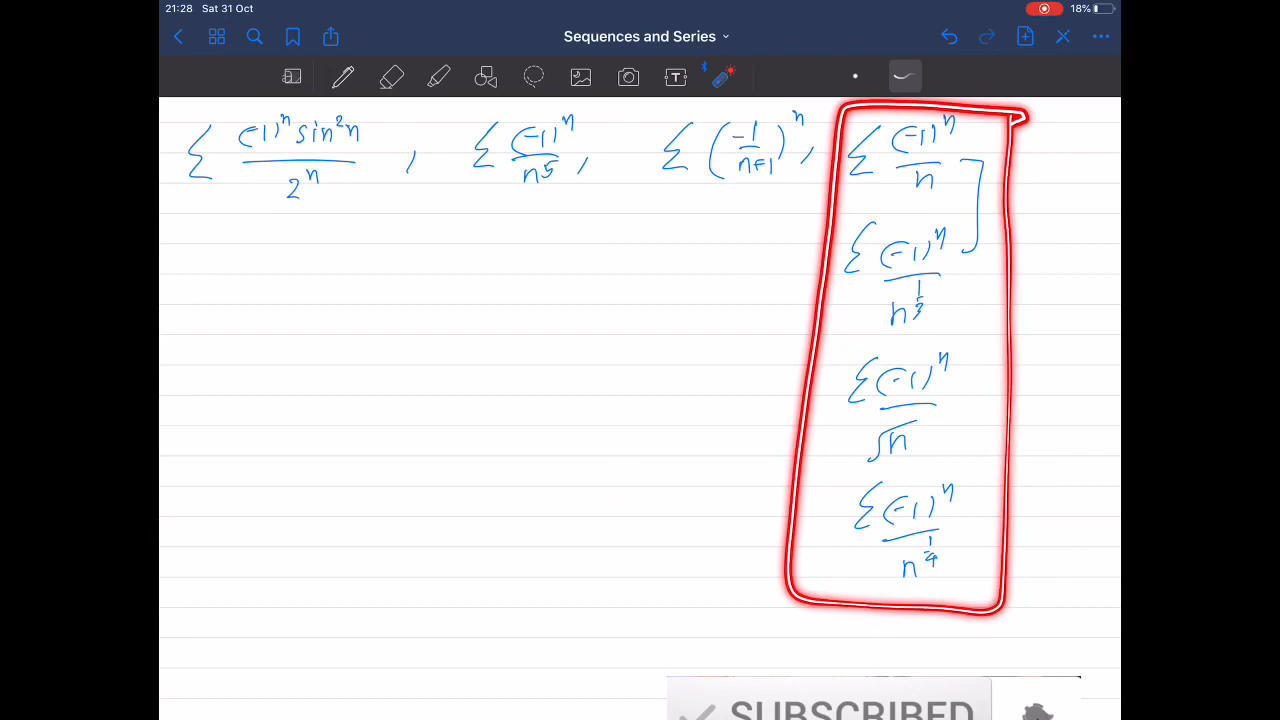 21:28 Sat 31 Oct 18%
Sequences and Series
T
Σ (-1)^n sin²n / 2^n , Σ (-1)^n / n^5 , Σ (-1/(n+1))^n , Σ (-1)^n / n
Σ (-1)^n / n^(1/3)
Σ (-1)^n / √n
Σ (-1)^n / n^(1/4)
SUBSCRIBED